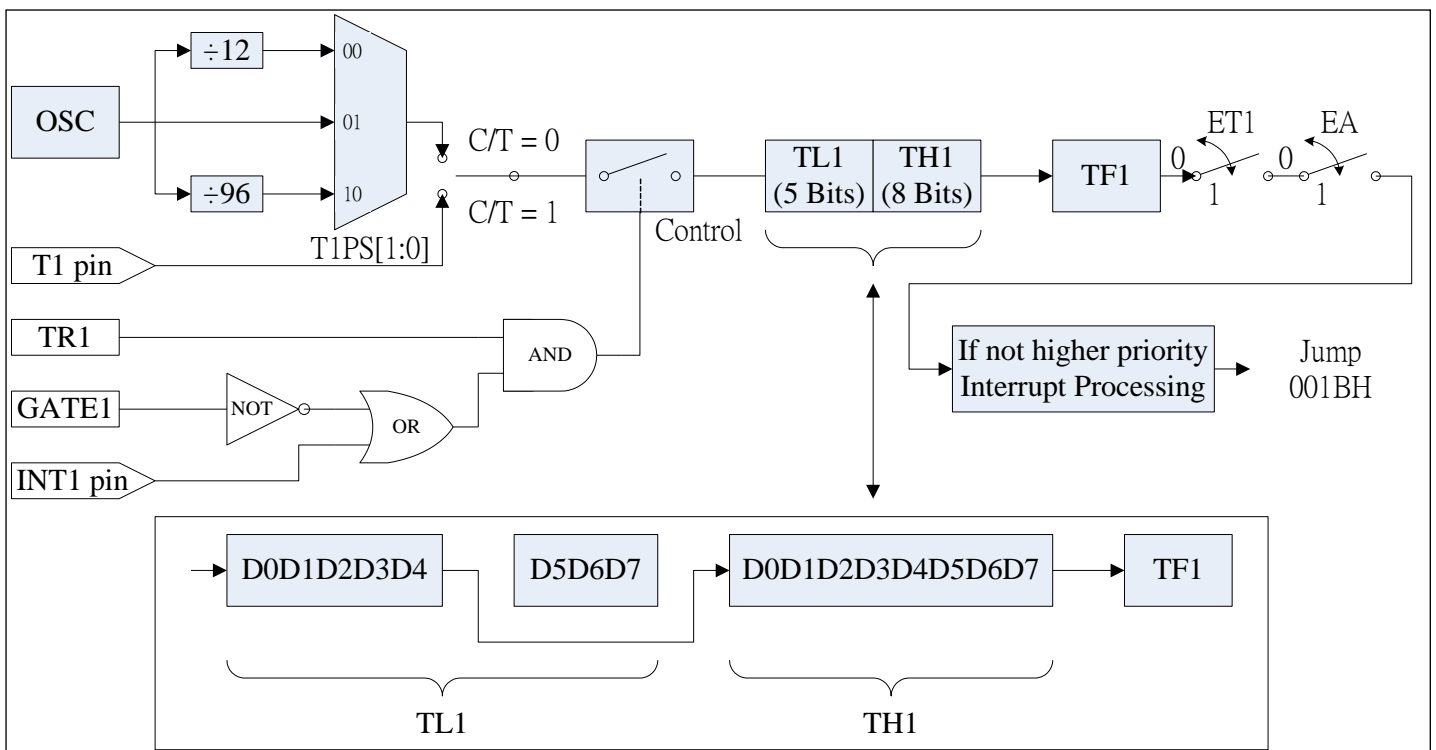 ÷12
00
OSC
01
÷96
10
T1PS[1:0]
C/T = 0
C/T = 1
Control
TL1
(5 Bits)
TH1
(8 Bits)
TF1
ET1
0
1
EA
0
1
T1 pin
TR1
GATE1
INT1 pin
NOT
OR
AND
If not higher priority
Interrupt Processing
Jump
001BH
D0D1D2D3D4
D5D6D7
D0D1D2D3D4D5D6D7
TF1
TL1
TH1